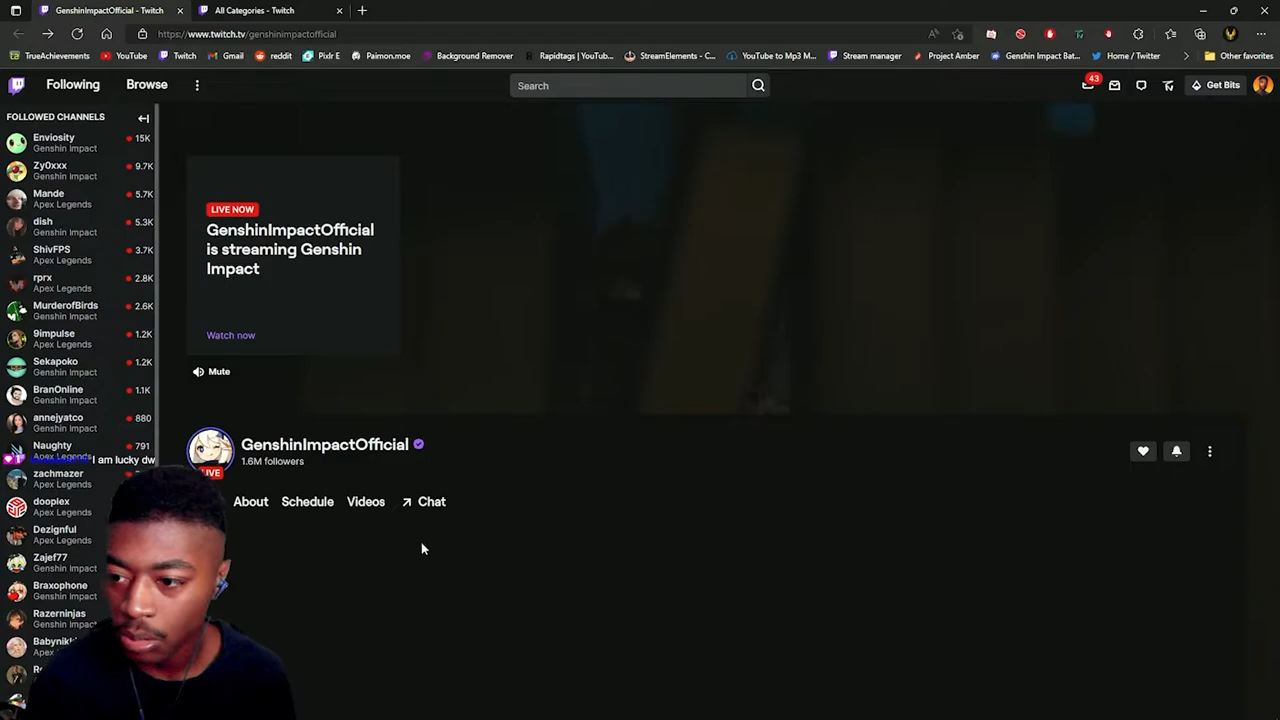 GenshinImpactOfficial - Twitch
All Categories - Twitch
https://www.twitch.tv/genshinimpactofficial
TrueAchievements
YouTube
Twitch
Gmail
reddit
Pixlr E
Paimon.moe
Background Remover
Rapidtags | YouTub...
StreamElements -...
YouTube to Mp3 M...
Stream manager
Project Amber
Genshin Impact Bat...
Home / Twitter
Other favorites
Following
Browse
Search
43
Get Bits
FOLLOWED CHANNELS
Enviosity
15K
Genshin Impact
Zy0xxx
9.7K
Genshin Impact
Mande
5.7K
Apex Legends
dish
5.3K
Apex Legends
ShivFPS
3.7K
Apex Legends
rprx
2.8K
Apex Legends
MurderofBirds
2.6K
Genshin Impact
9impulse
1.2K
Apex Legends
Sekapoko
1.2K
Genshin Impact
BranOnline
1.1K
Genshin Impact
annejyatco
880
Genshin Impact
Naughty
791
Apex Legends
I am lucky dw
zachmazer
Apex Legends
dooplex
Apex Legends
Dezignful
Apex Legends
Zajef77
Genshin Impact
Braxophone
Genshin Impact
Razerninjas
Genshin Impact
LIVE NOW
GenshinImpactOfficial
is streaming Genshin
Impact
Watch now
Mute
GenshinImpactOfficial
1.6M followers
LIVE
About
Schedule
Videos
Chat